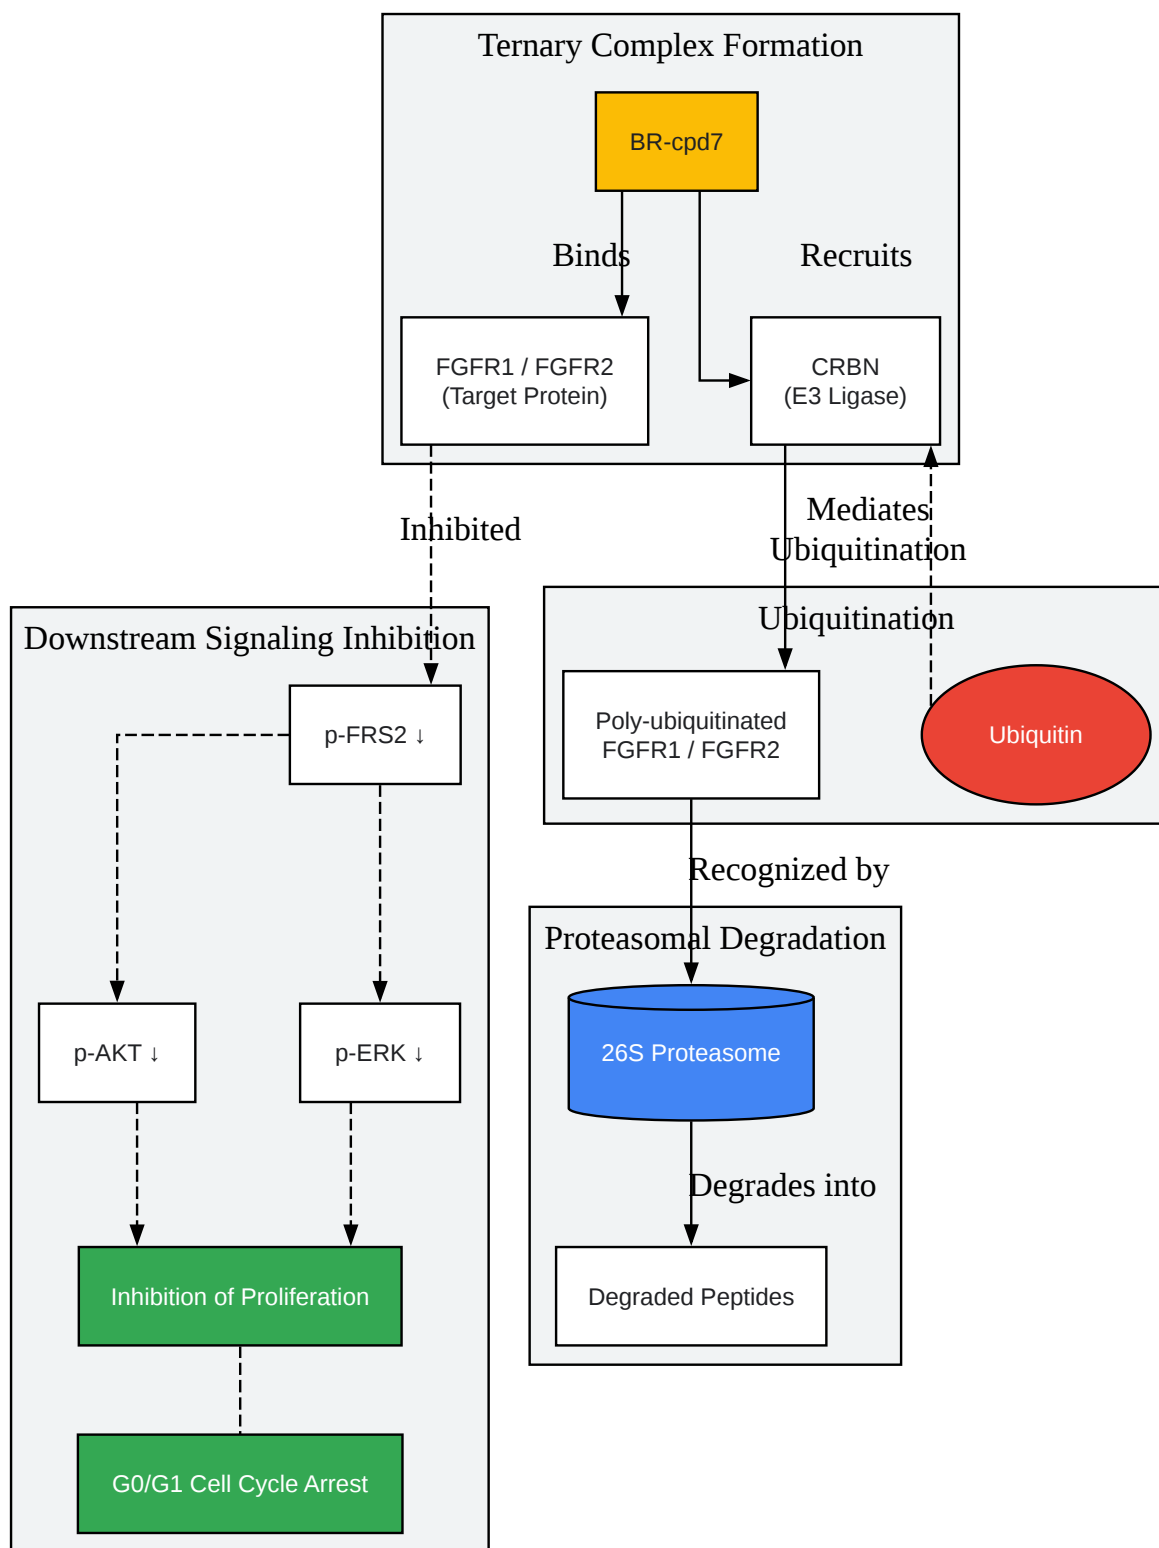 Ternary Complex Formation
BR-cpd7
Binds
Recruits
FGFR1 / FGFR2
(Target Protein)
CRBN
(E3 Ligase)
Inhibited
Mediates
Ubiquitination
Downstream Signaling Inhibition
Ubiquitination
p-FRS2 ↓
Poly-ubiquitinated
FGFR1 / FGFR2
Ubiquitin
Recognized by
Proteasomal Degradation
p-AKT ↓
p-ERK ↓
26S Proteasome
Degrades into
Inhibition of Proliferation
Degraded Peptides
G0/G1 Cell Cycle Arrest